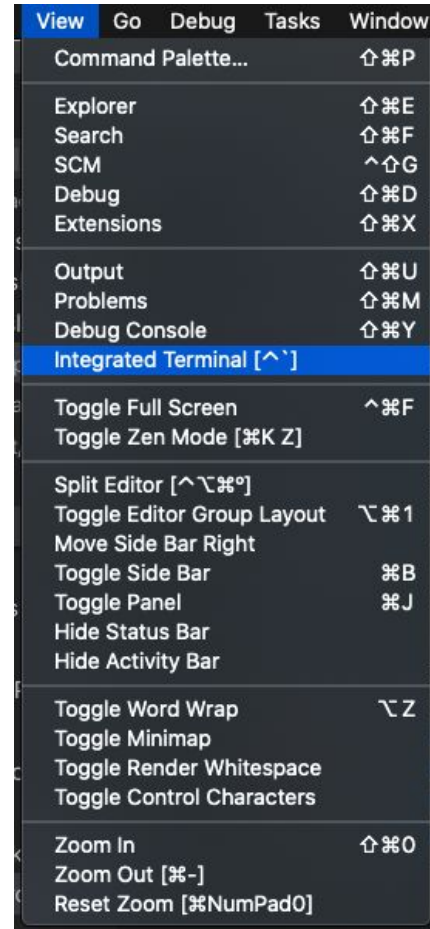 View Go Debug Tasks Window
Command Palette... ⇧⌘P
Explorer ⇧⌘E
Search ⇧⌘F
SCM ^⇧G
Debug ⇧⌘D
Extensions ⇧⌘X
Output ⇧⌘U
Problems ⇧⌘M
Debug Console ⇧⌘Y
Integrated Terminal [^`]
Toggle Full Screen ^⌘F
Toggle Zen Mode [⌘K Z]
Split Editor [^⌥⌘º]
Toggle Editor Group Layout ⌥⌘1
Move Side Bar Right
Toggle Side Bar ⌘B
Toggle Panel ⌘J
Hide Status Bar
Hide Activity Bar
Toggle Word Wrap ⌥Z
Toggle Minimap
Toggle Render Whitespace
Toggle Control Characters
Zoom In ⇧⌘0
Zoom Out [⌘-]
Reset Zoom [⌘NumPad0]